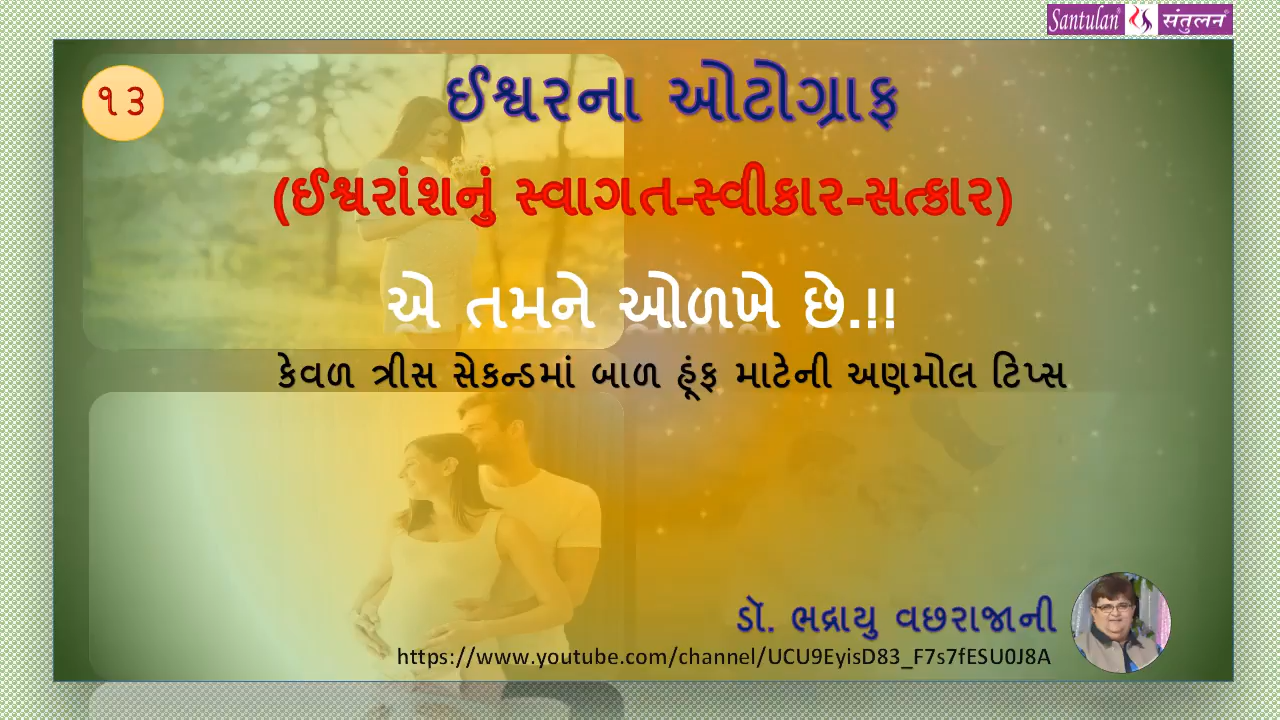 Santulan® સંતુલન®
૧૩
ઈશ્વરના ઓટોગ્રાફ
(ઈશ્વરાંશનું સ્વાગત-સ્વીકાર-સત્કાર)
એ તમને ઓળખે છે.!!
કેવળ ત્રીસ સેકન્ડમાં બાળ હૂંફ માટેની અણમોલ ટિપ્સ
ડૉ. ભદ્રાયુ વછરાજાની
https://www.youtube.com/channel/UCU9EyisD83_F7s7fESU0J8A